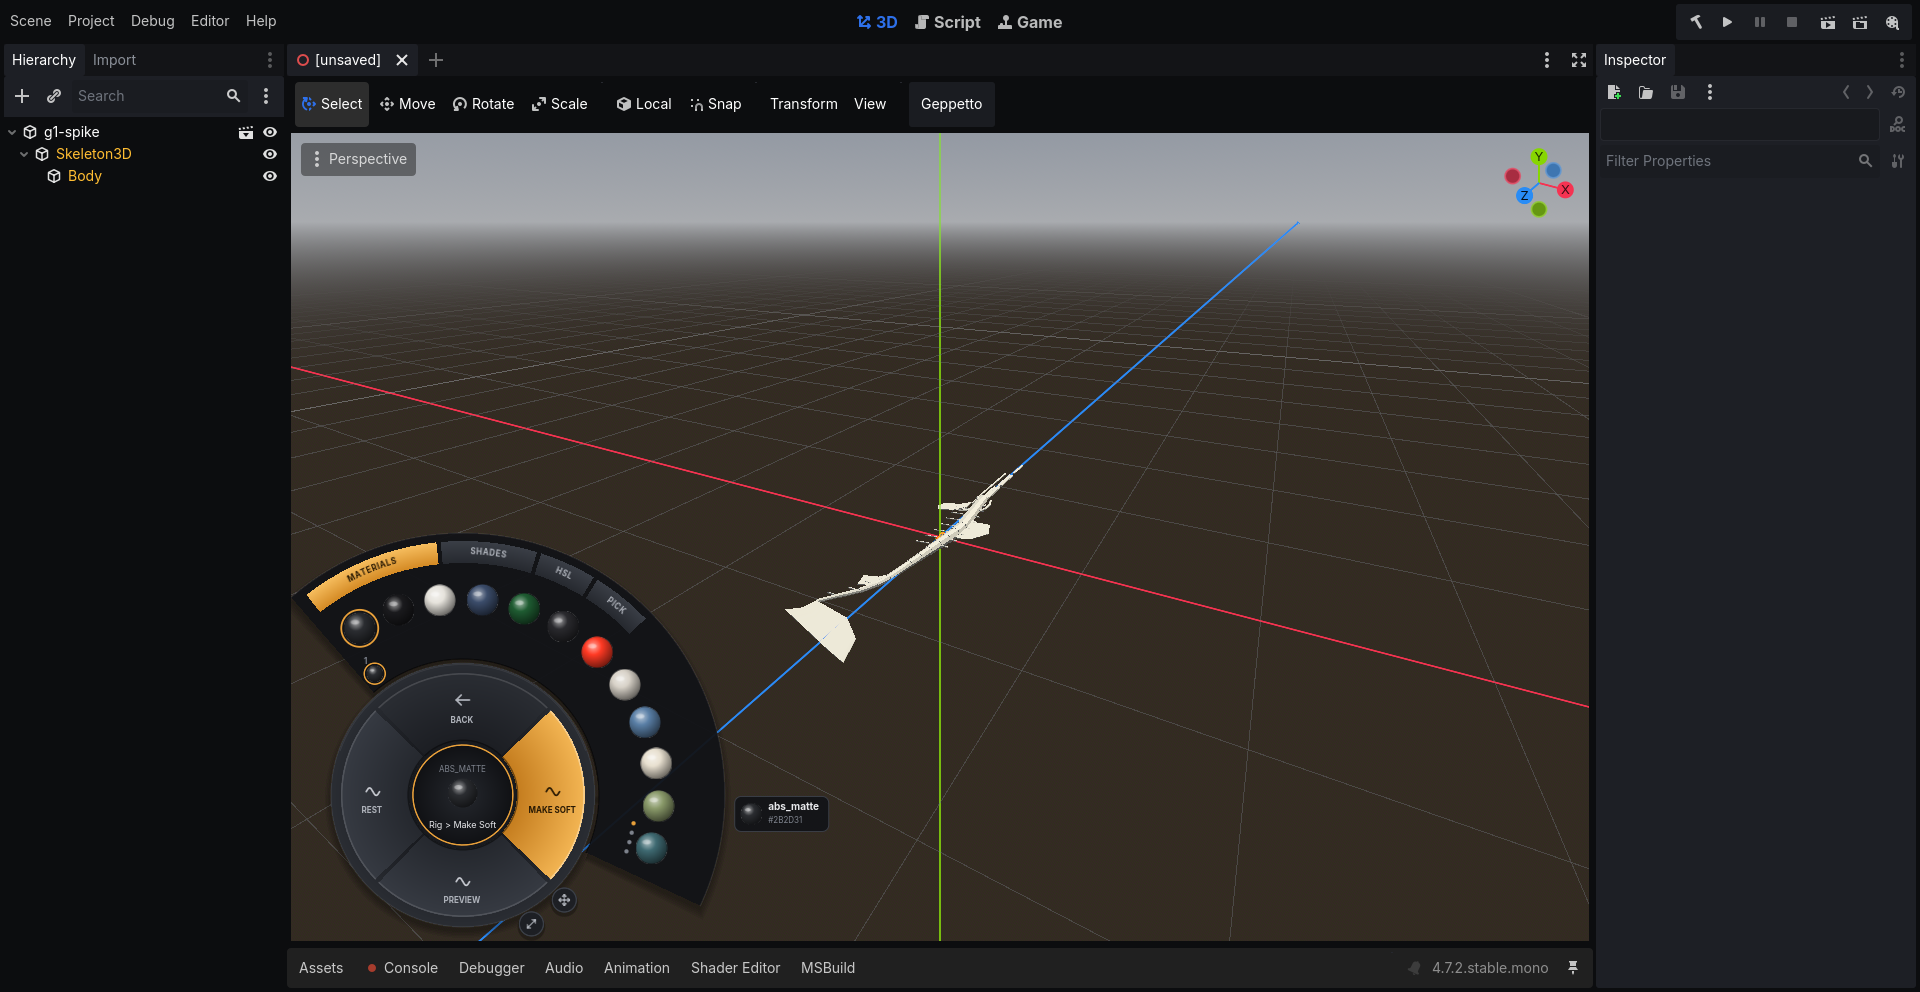 Scene Project Debug Editor Help
3D Script Game
Hierarchy Import
[unsaved]
Inspector
Search
Select Move Rotate Scale Local Snap Transform View Geppetto
DOC
Filter Properties
g1-spike
Skeleton3D
Body
Perspective
Y
X
Z
MATERIALS SHADES HSL PICK
1
BACK
ABS_MATTE
REST
MAKE SOFT
Rig > Make Soft
PREVIEW
abs_matte
#2B2D31
Assets Console Debugger Audio Animation Shader Editor MSBuild 4.7.2.stable.mono